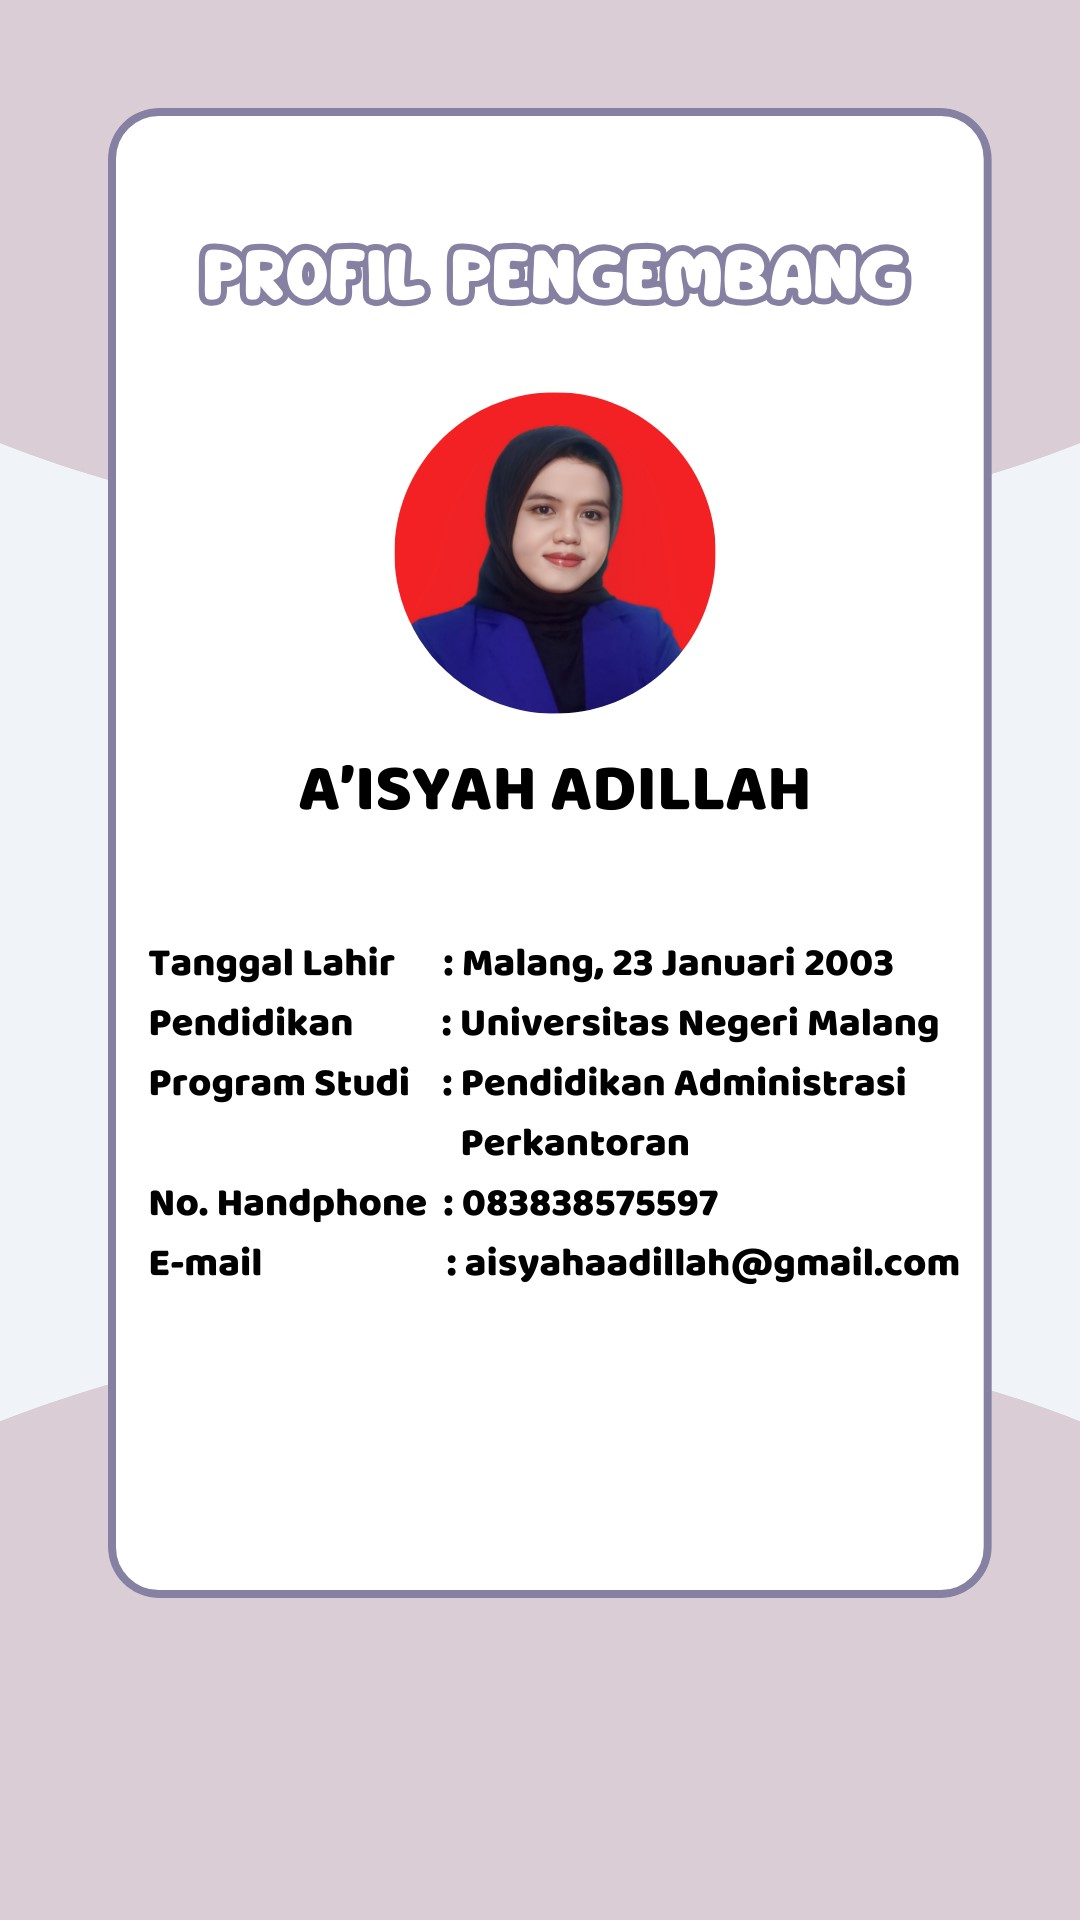 PROFIL PENGEMBANG
A'ISYAH ADILLAH
Tanggal Lahir : Malang, 23 Januari 2003
Pendidikan : Universitas Negeri Malang
Program Studi : Pendidikan Administrasi
Perkantoran
No. Handphone : 083838575597
E-mail : aisyahaadillah@gmail.com